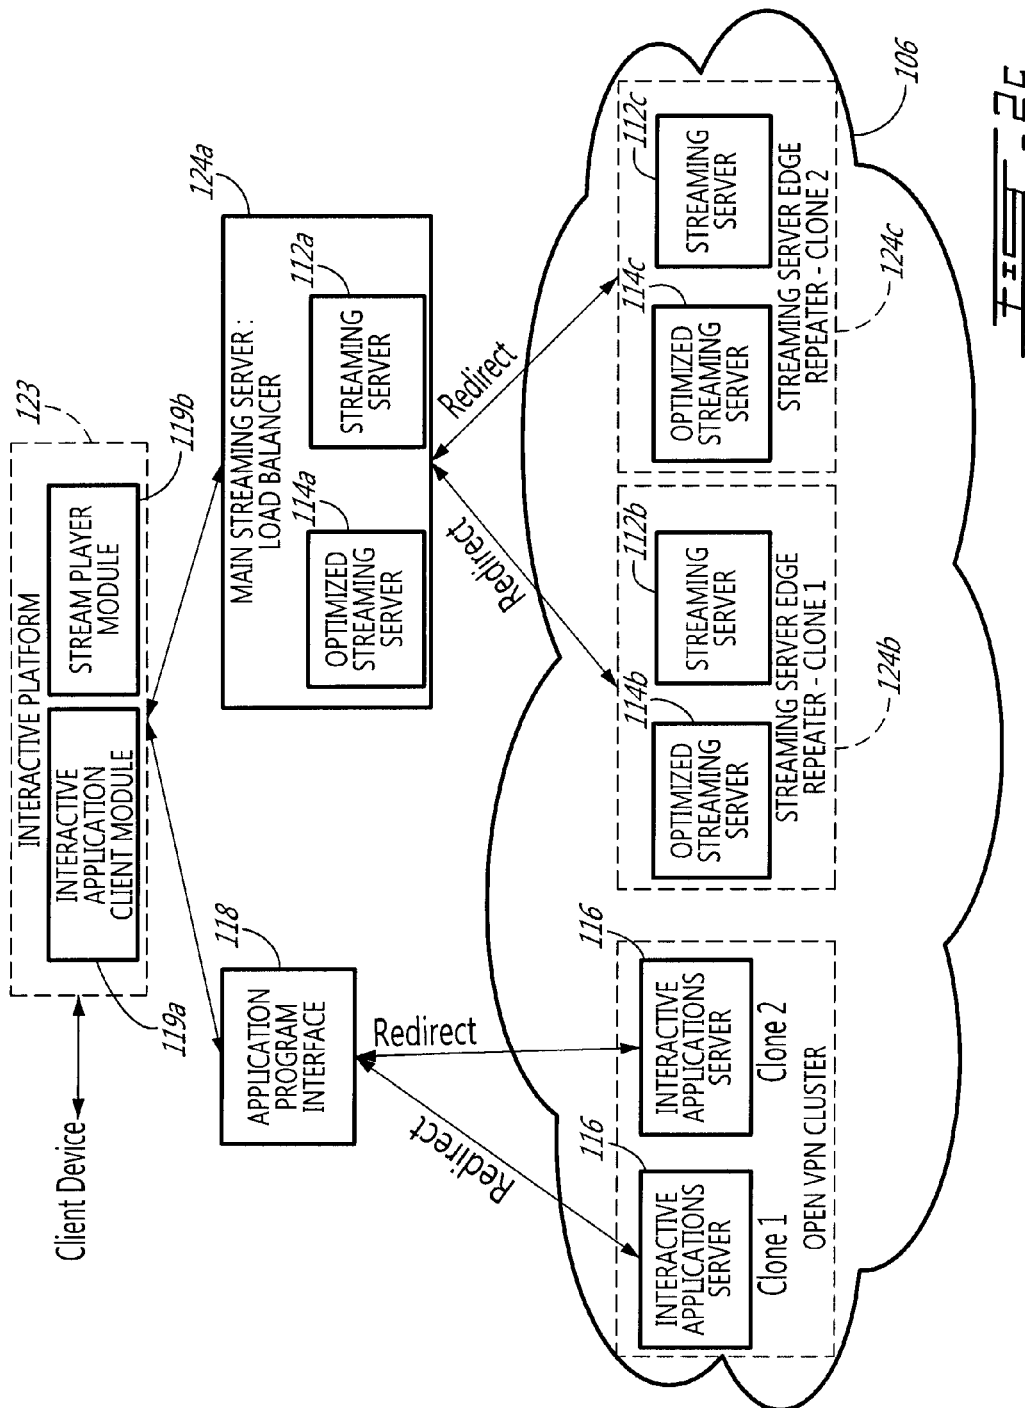 Client Device
INTERACTIVE PLATFORM
123
INTERACTIVE
APPLICATION
CLIENT MODULE
119a
STREAM PLAYER
MODULE
119b
APPLICATION
PROGRAM
INTERFACE
118
MAIN STREAMING SERVER :
LOAD BALANCER
124a
OPTIMIZED
STREAMING
SERVER
114a
STREAMING
SERVER
112a
Redirect
Redirect
Redirect
Redirect
106
116
INTERACTIVE
APPLICATIONS
SERVER
Clone 1
116
INTERACTIVE
APPLICATIONS
SERVER
Clone 2
OPEN VPN CLUSTER
114b
OPTIMIZED
STREAMING
SERVER
112b
STREAMING
SERVER
STREAMING SERVER EDGE
REPEATER - CLONE 1
124b
114c
OPTIMIZED
STREAMING
SERVER
112c
STREAMING
SERVER
STREAMING SERVER EDGE
REPEATER - CLONE 2
124c